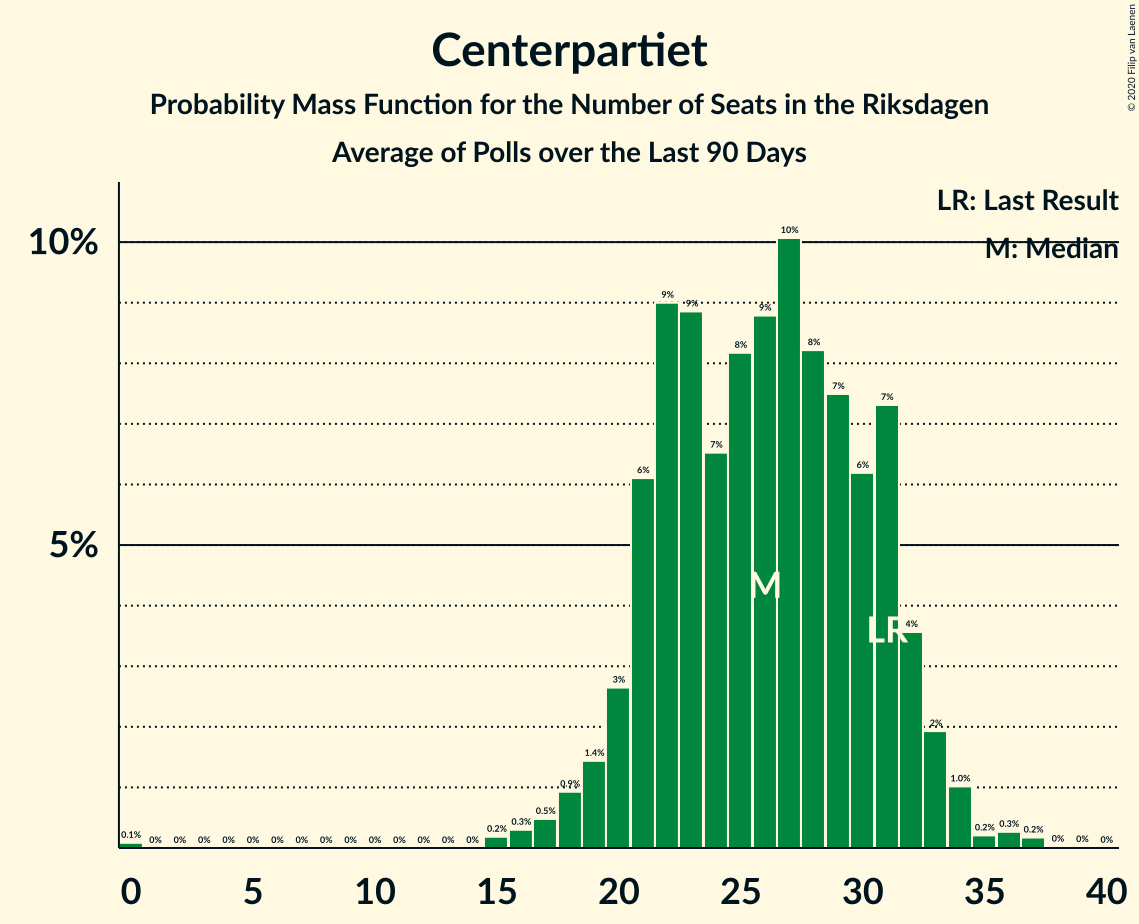 © 2020 Filip van Laenen
Centerpartiet
Probability Mass Function for the Number of Seats in the Riksdagen
Average of Polls over the Last 90 Days
LR: Last Result
M: Median
10%
5%
0.1% 0% 0% 0% 0% 0% 0% 0% 0% 0% 0% 0% 0% 0% 0% 0.2% 0.3% 0.5% 0.9% 1.4% 3% 6% 9% 9% 7% 8% 9% 10% 8% 7% 6% 7% 4% 2% 1.0% 0.2% 0.3% 0.2% 0% 0% 0%
M
LR
0 5 10 15 20 25 30 35 40